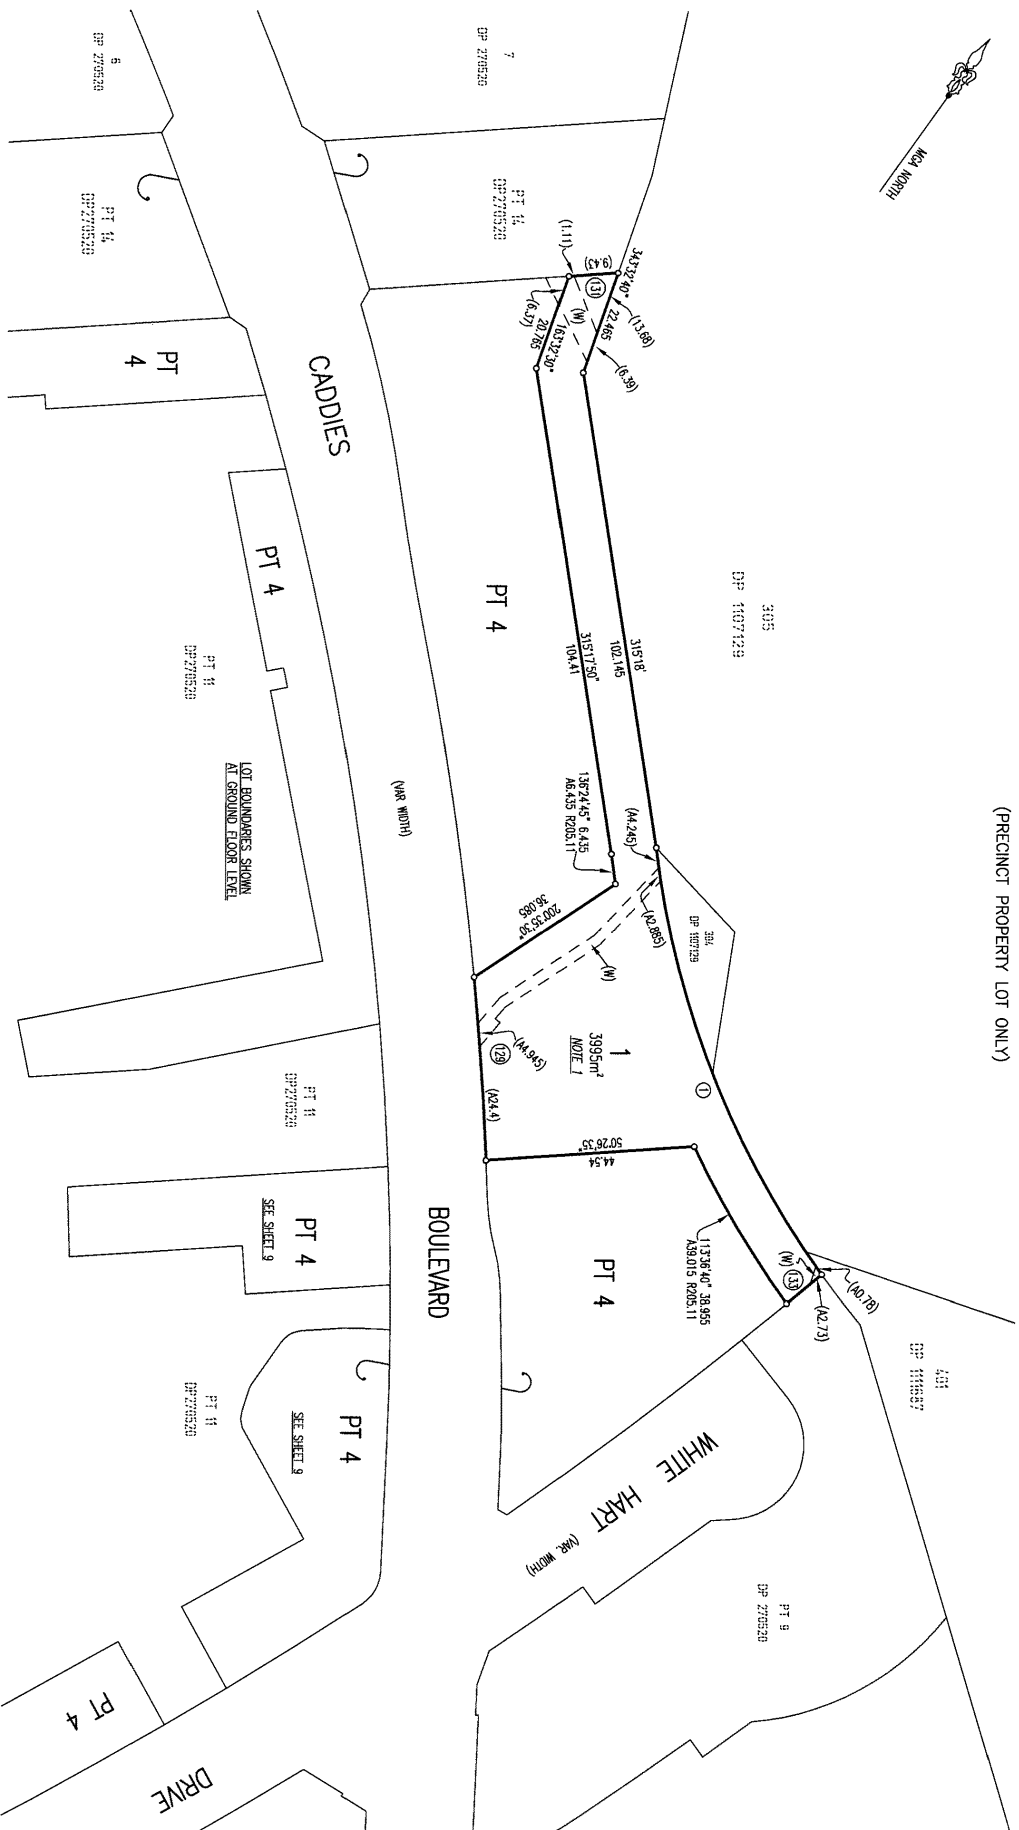 (PRECINCT PROPERTY LOT ONLY)
MGA NORTH
6
DP 270520
7
DP 270520
PT 14
DP270520
PT 14
DP270520
305
DP 1107129
304
DP 1107129
401
DP 1111887
PT 9
DP 270520
343°32'40"
22.465
(13.68)
(6.39)
(9.43)
(1.11)
131
(W)
163°32'30"
20.765
(6.37)
315°18'
102.145
315°17'50"
104.41
136°24'45" 6.435
A6.435 R205.11
(A4.245)
(A2.885)
200°35'30"
36.085
(W)
1
3995m²
NOTE 1
(A4.945)
129
(A24.4)
1
50°26'35"
44.54
113°36'40" 38.955
A39.015 R205.11
(W)
133
(A0.78)
(A2.73)
PT 4
PT 4
PT
4
PT 4
CADDIES
(VAR WIDTH)
BOULEVARD
WHITE HART
(VAR. WIDTH)
PT 11
DP270520
LOT BOUNDARIES SHOWN
AT GROUND FLOOR LEVEL
PT 11
DP270520
PT 4
SEE SHEET 9
PT 4
SEE SHEET 9
PT 11
DP270520
PT 4
DRIVE